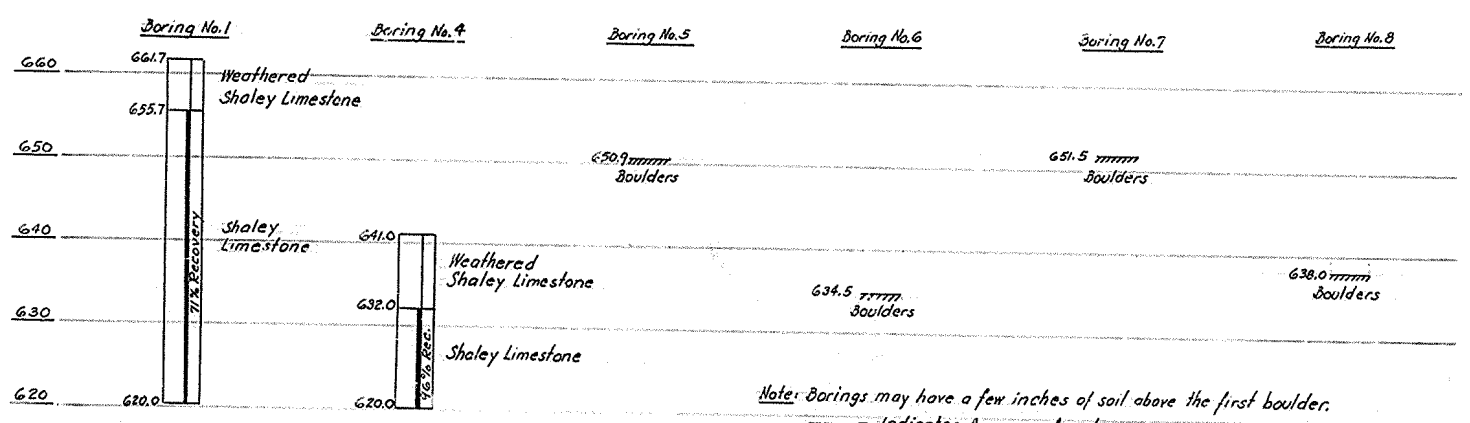 Boring No.1
Boring No.4
Boring No.5
Boring No.6
Boring No.7
Boring No.8
660
661.7
Weathered
Shaley Limestone
655.7
650
650.9
Boulders
651.5
Boulders
640
71% Recovery
Shaley
Limestone
641.0
Weathered
Shaley Limestone
638.0
Boulders
634.5
Boulders
632.0
630
96% Rec.
Shaley Limestone
620
620.0
620.0
Note: Borings may have a few inches of soil above the first boulder.